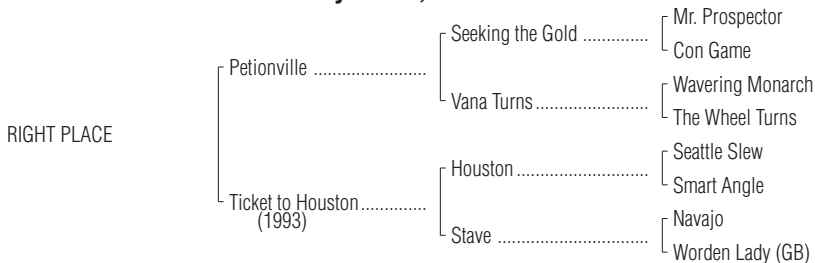 Mr. Prospector
Seeking the Gold ...............
Con Game
Petionville ..........................
Wavering Monarch
Vana Turns..........................
The Wheel Turns
RIGHT PLACE
Seattle Slew
Houston ..............................
Smart Angle
Ticket to Houston...............
(1993)
Navajo
Stave ..................................
Worden Lady (GB)